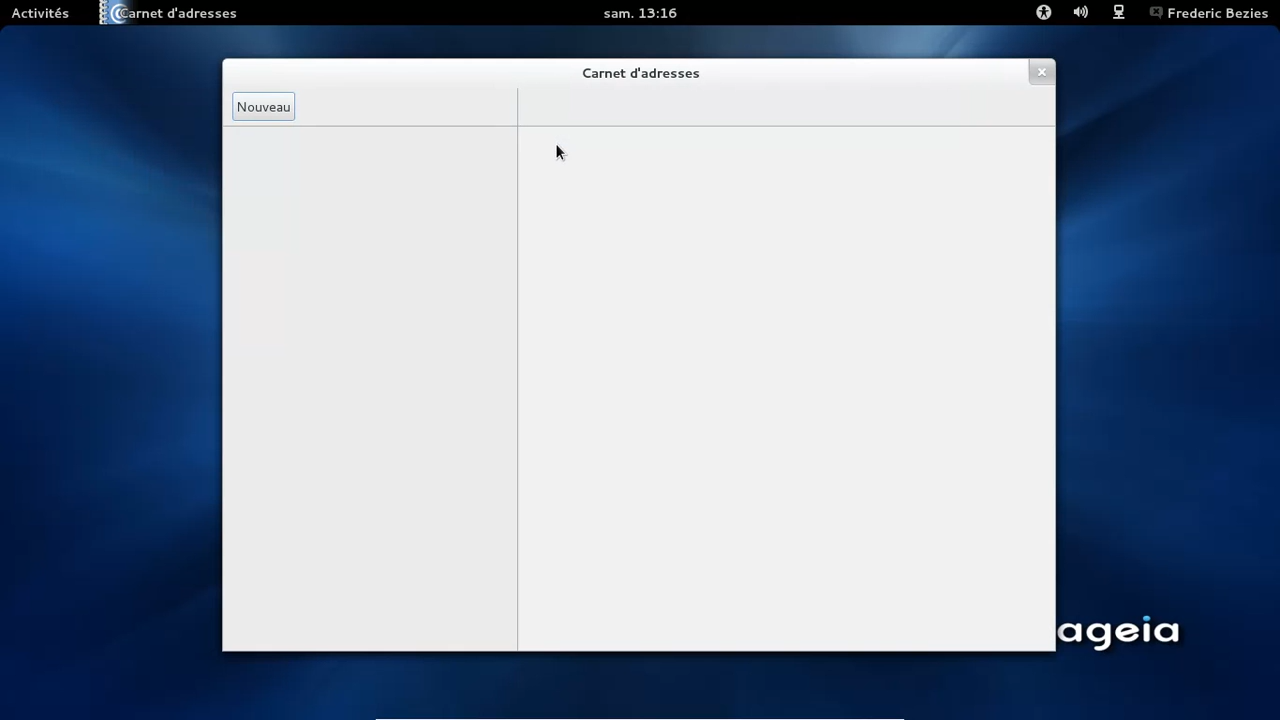 Activités
Carnet d'adresses
sam. 13:16
Frederic Bezies
Carnet d'adresses
Nouveau
ageia